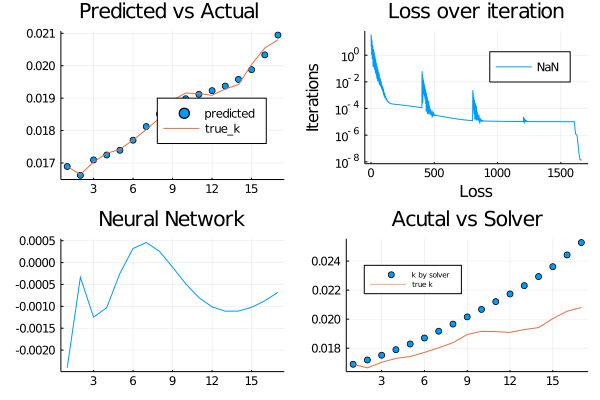 Predicted vs Actual
0.021
0.020
0.019
0.018
0.017
predicted
true_k
3 6 9 12 15
Loss over iteration
Iterations
10^0
10^-2
10^-4
10^-6
10^-8
NaN
0 500 1000 1500
Loss
Neural Network
0.0005
0.0000
-0.0005
-0.0010
-0.0015
-0.0020
3 6 9 12 15
Acutal vs Solver
0.024
0.022
0.020
0.018
k by solver
true k
3 6 9 12 15